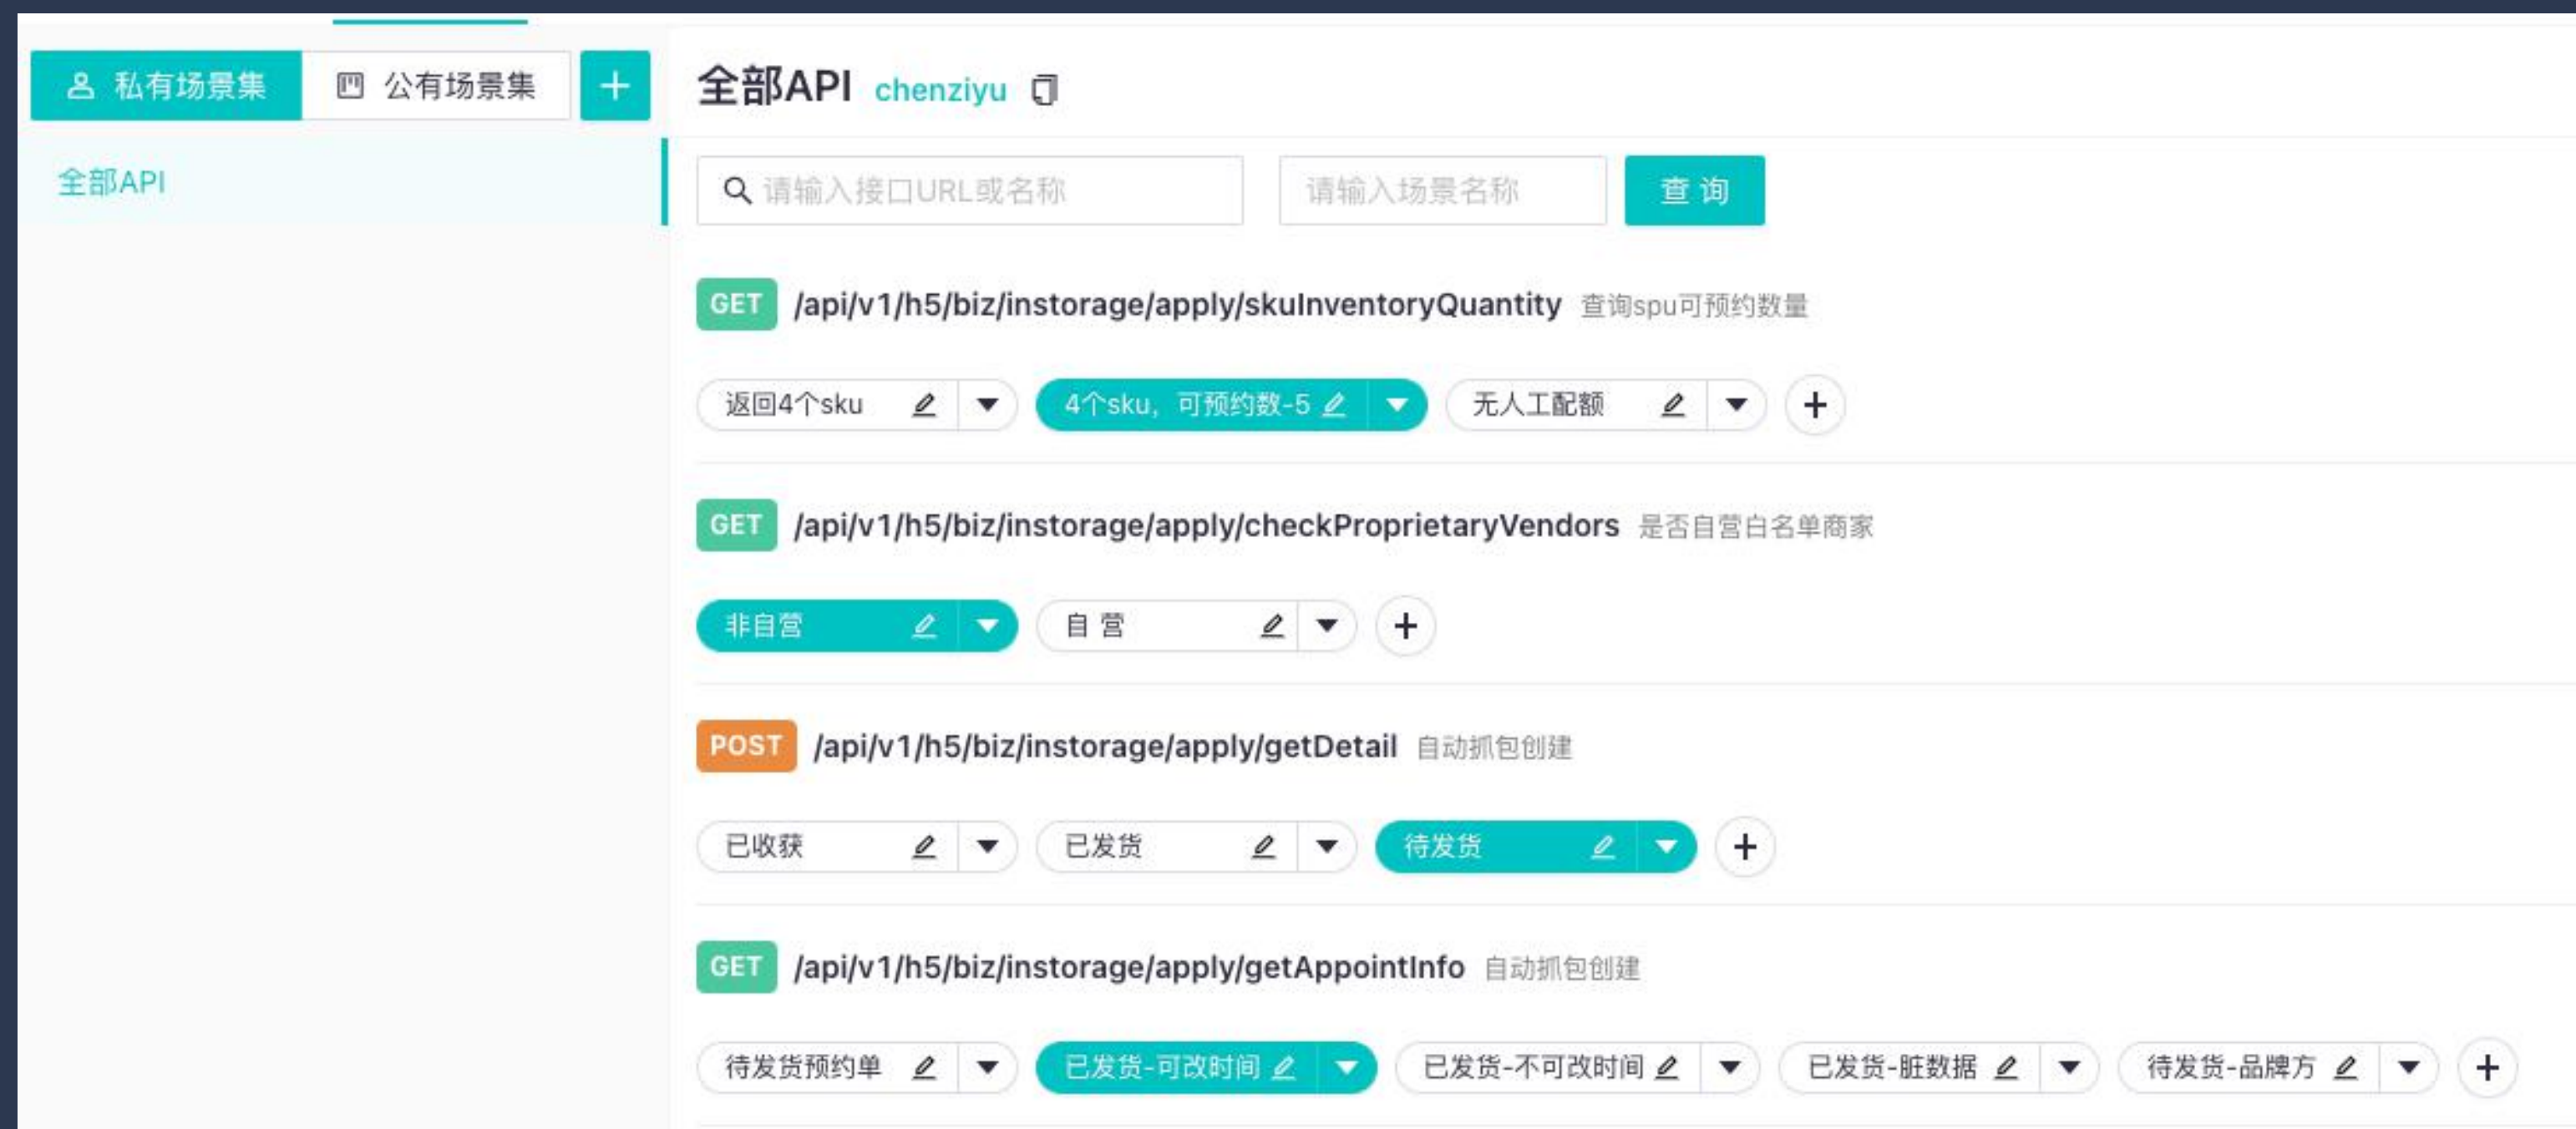 私有场景集 公有场景集 +
全部API chenziyu
全部API
请输入接口URL或名称 请输入场景名称 查 询
GET /api/v1/h5/biz/instorage/apply/skuInventoryQuantity 查询spu可预约数量
返回4个sku 4个sku，可预约数-5 无人工配额 +
GET /api/v1/h5/biz/instorage/apply/checkProprietaryVendors 是否自营白名单商家
非自营 自 营 +
POST /api/v1/h5/biz/instorage/apply/getDetail 自动抓包创建
已收获 已发货 待发货 +
GET /api/v1/h5/biz/instorage/apply/getAppointInfo 自动抓包创建
待发货预约单 已发货-可改时间 已发货-不可改时间 已发货-脏数据 待发货-品牌方 +